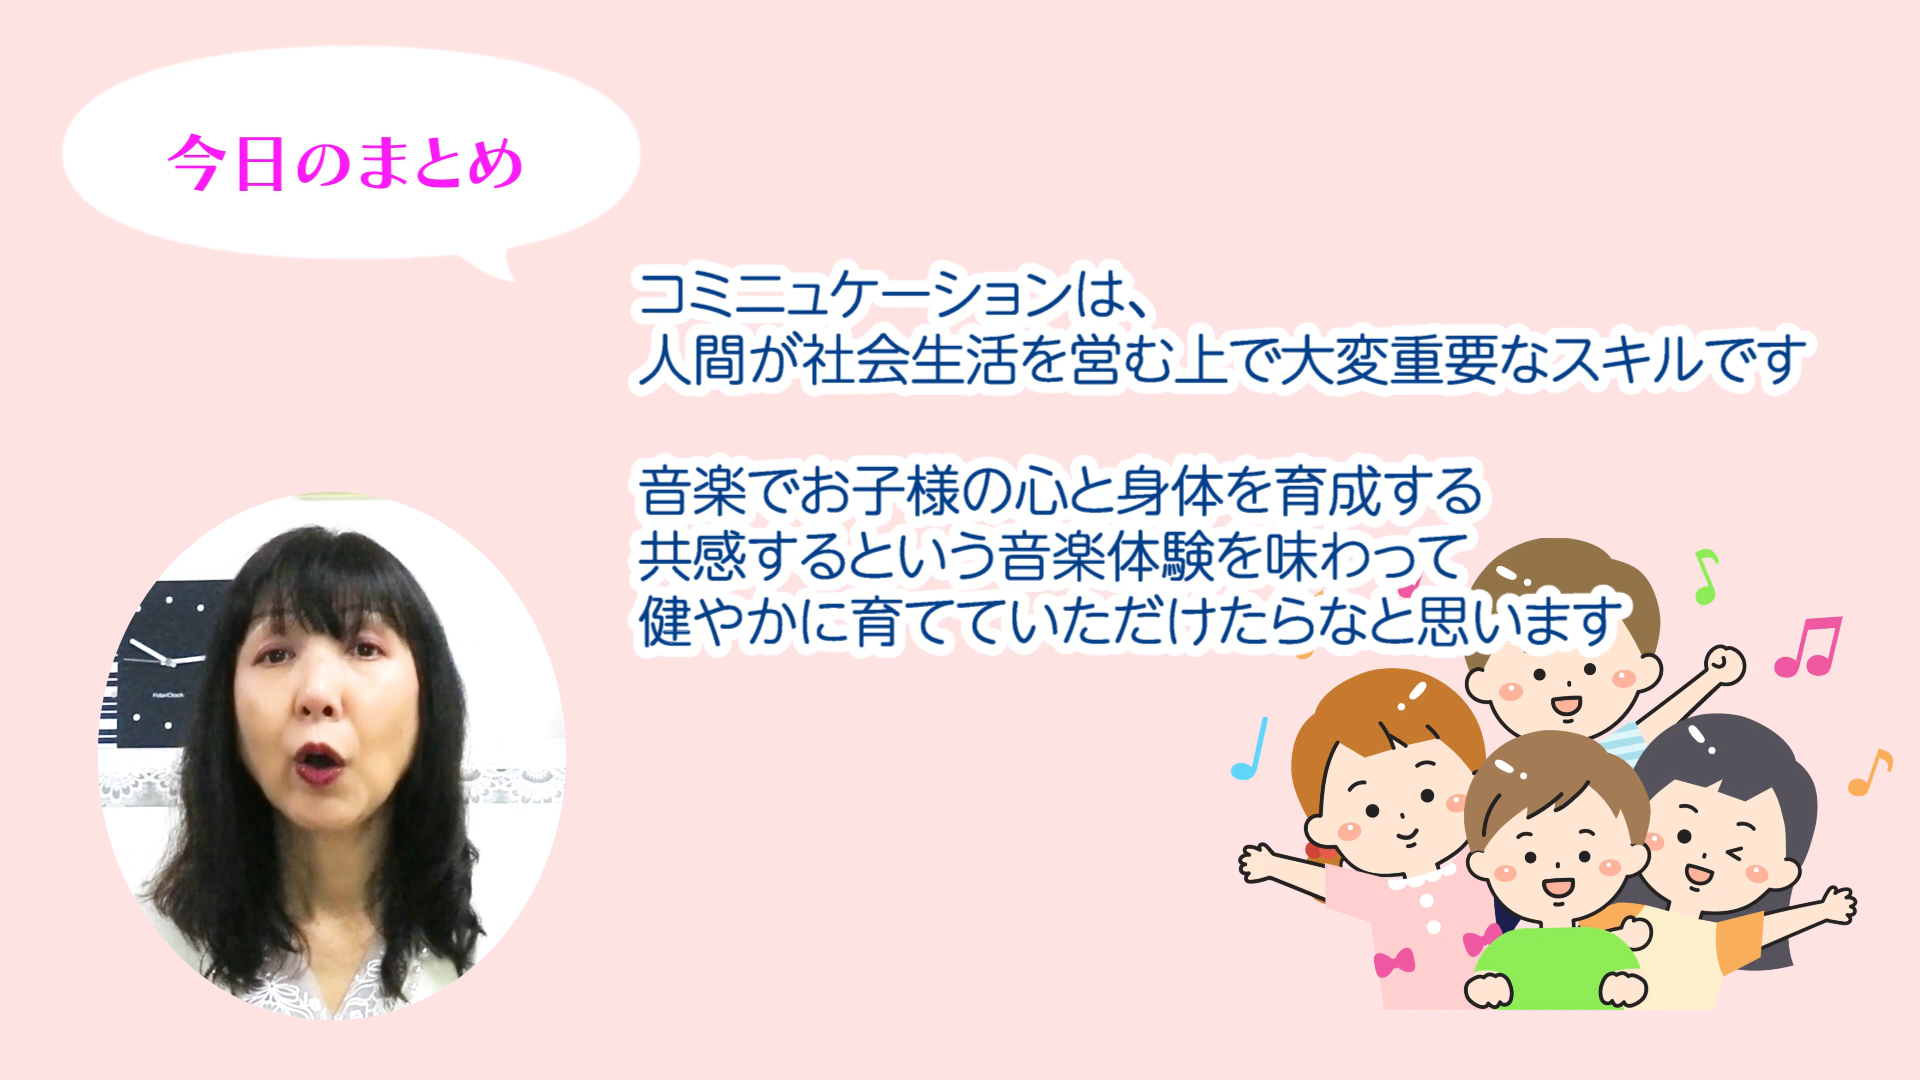 今日のまとめ
コミニュケーションは、
人間が社会生活を営む上で大変重要なスキルです
音楽でお子様の心と身体を育成する
共感するという音楽体験を味わって
健やかに育てていただけたらなと思います